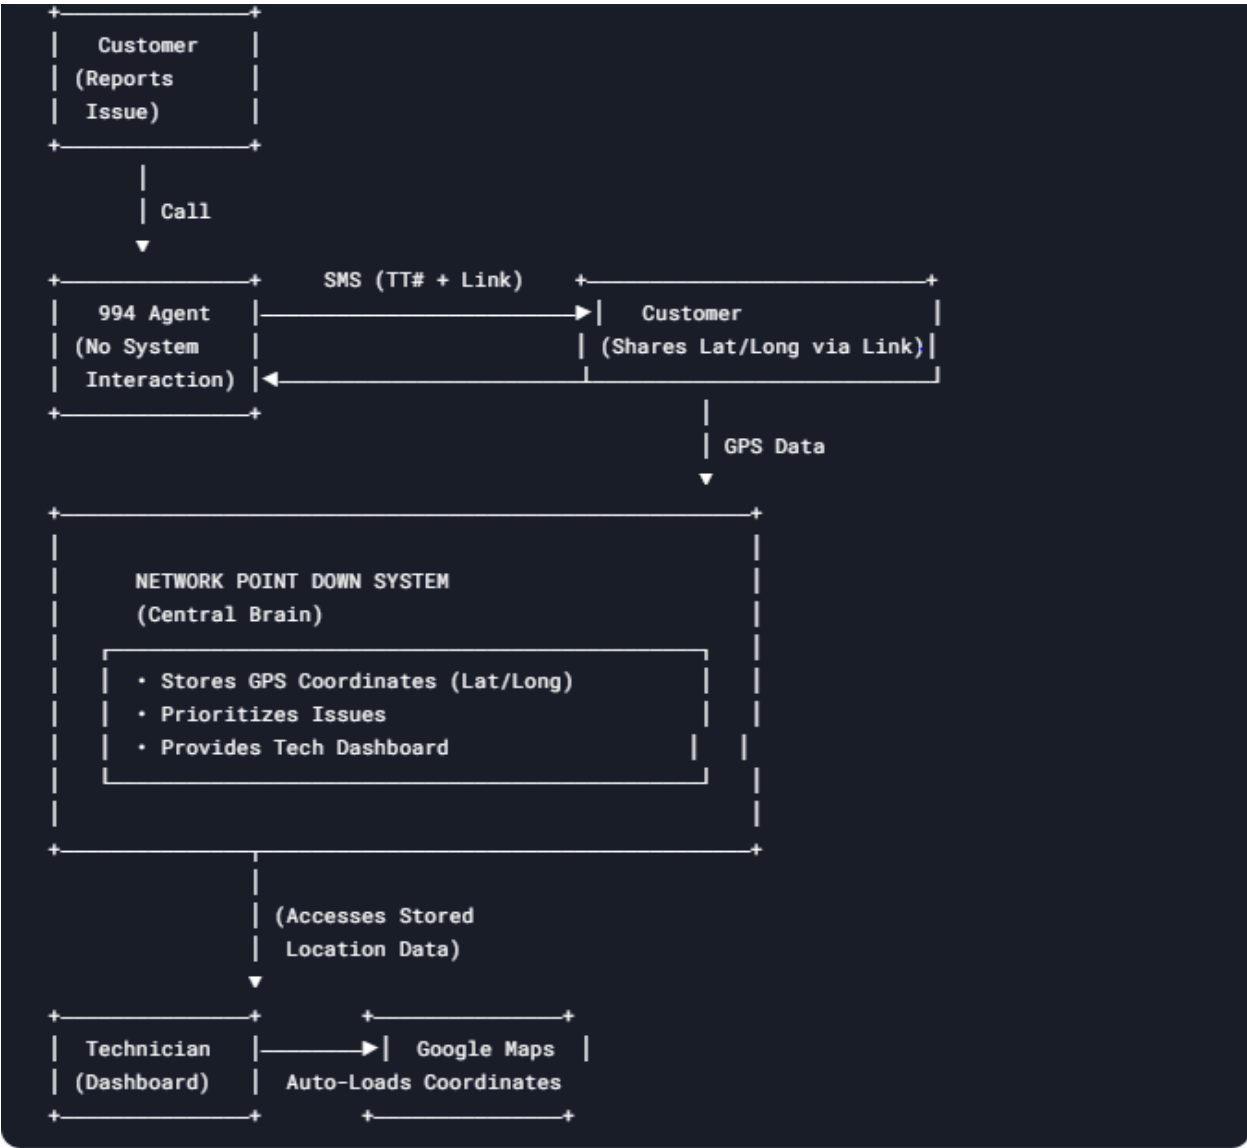 Customer
(Reports
Issue)
Call
SMS (TT# + Link)
994 Agent
(No System
Interaction)
Customer
(Shares Lat/Long via Link)
GPS Data
NETWORK POINT DOWN SYSTEM
(Central Brain)
• Stores GPS Coordinates (Lat/Long)
• Prioritizes Issues
• Provides Tech Dashboard
(Accesses Stored
Location Data)
Technician
(Dashboard)
Google Maps
Auto-Loads Coordinates